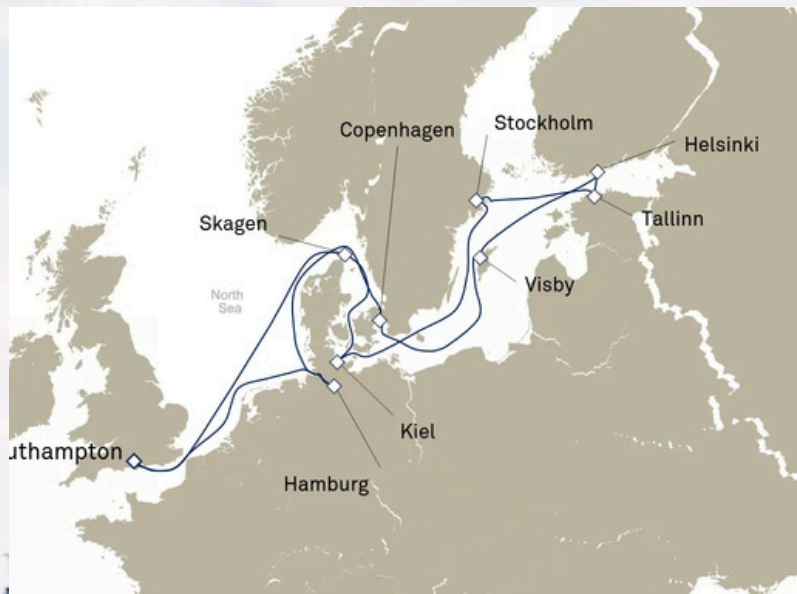 Copenhagen
Stockholm
Helsinki
Skagen
Tallinn
Visby
North
Sea
Kiel
uthampton
Hamburg